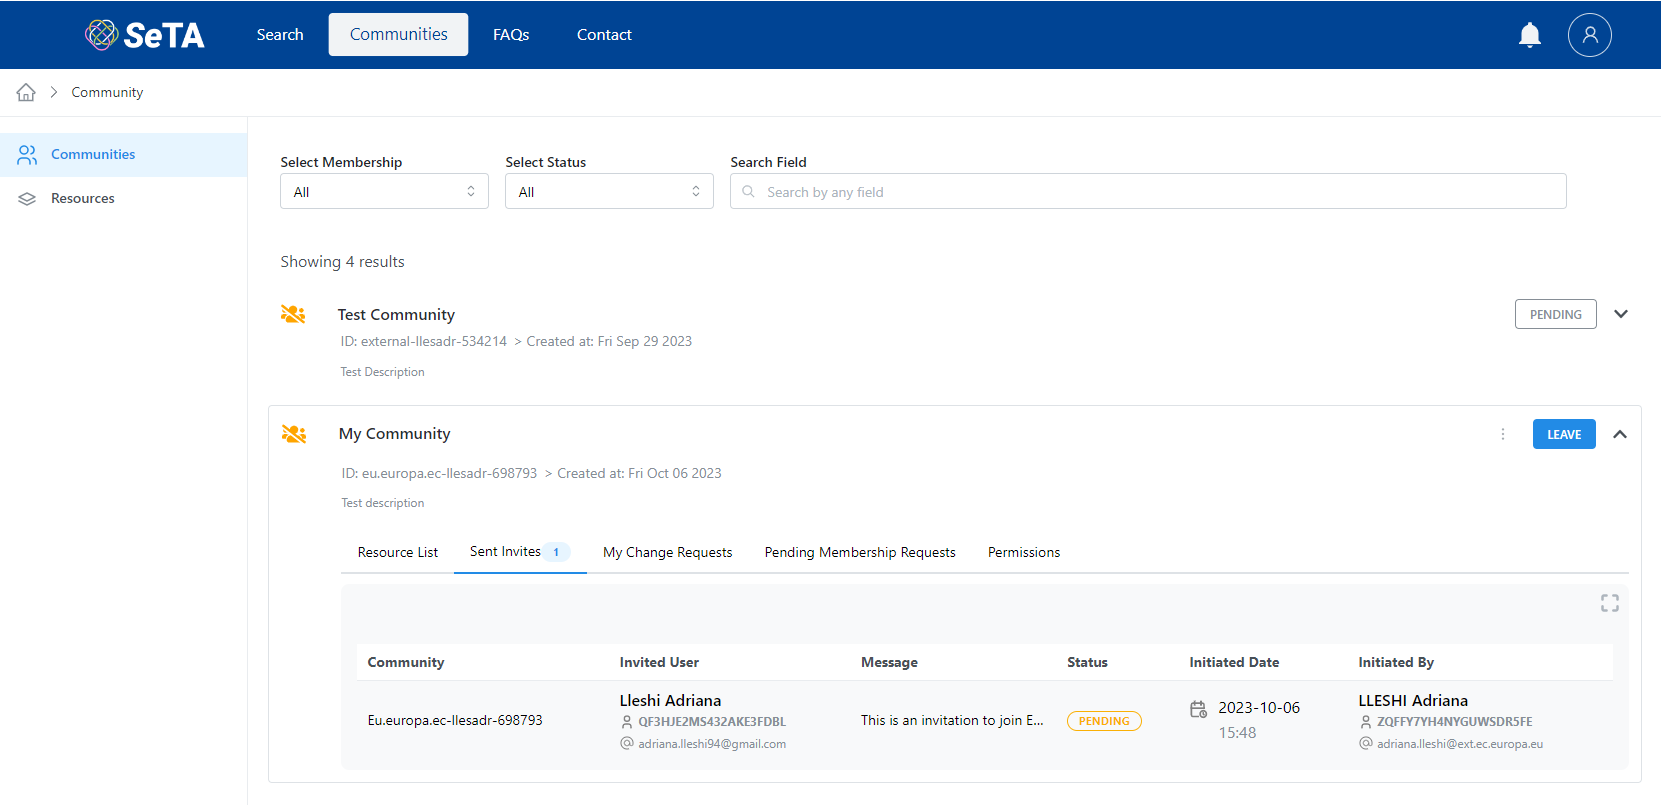 SeTA
Search
Communities
FAQs
Contact
Community
Communities
Resources
Select Membership
All
Select Status
All
Search Field
Search by any field
Showing 4 results
Test Community
PENDING
ID: external-llesadr-534214 > Created at: Fri Sep 29 2023
Test Description
My Community
LEAVE
ID: eu.europa.ec-llesadr-698793 > Created at: Fri Oct 06 2023
Test description
Resource List
Sent Invites 1
My Change Requests
Pending Membership Requests
Permissions
Community
Invited User
Message
Status
Initiated Date
Initiated By
Eu.europa.ec-llesadr-698793
Lleshi Adriana
QF3HJE2MS432AKE3FDBL
@ adriana.lleshi94@gmail.com
This is an invitation to join E...
PENDING
2023-10-06
15:48
LLESHI Adriana
ZQFFY7YH4NYGUWSDR5FE
@ adriana.lleshi@ext.ec.europa.eu